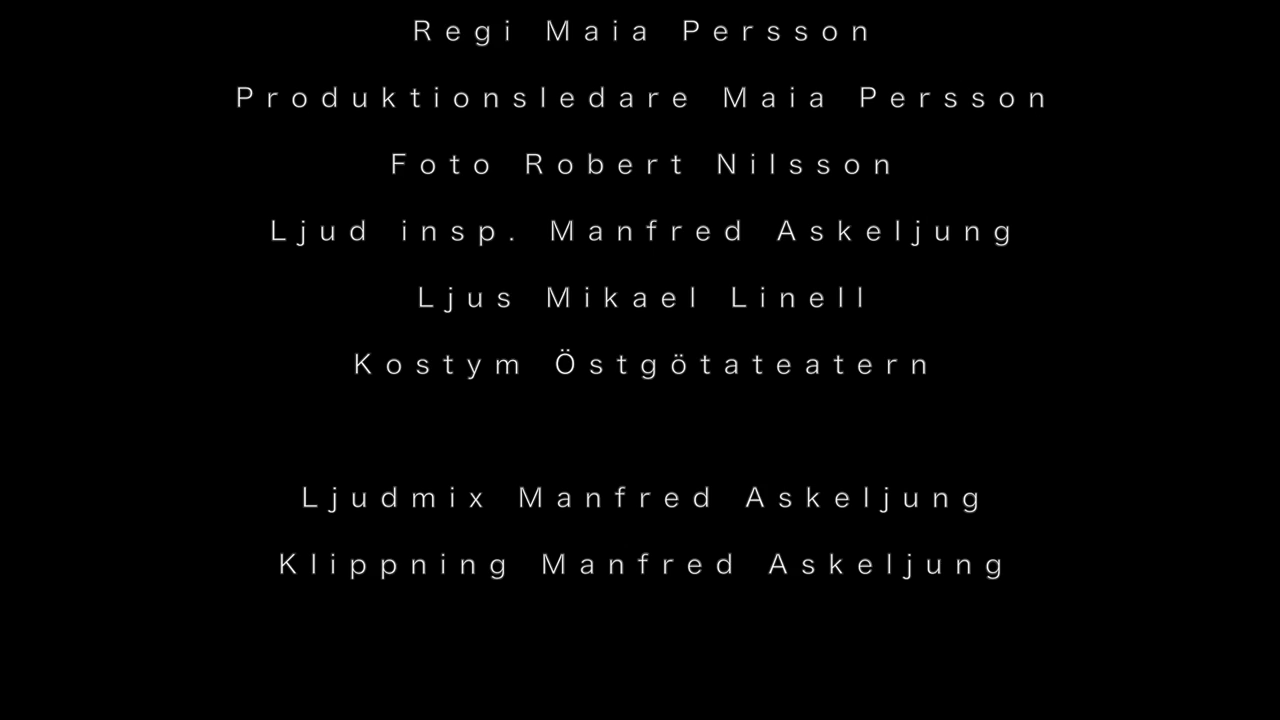 Regi Maia Persson
Produktionsledare Maia Persson
Foto Robert Nilsson
Ljud insp. Manfred Askeljung
Ljus Mikael Linell
Kostym Östgötateatern
Ljudmix Manfred Askeljung
Klippning Manfred Askeljung